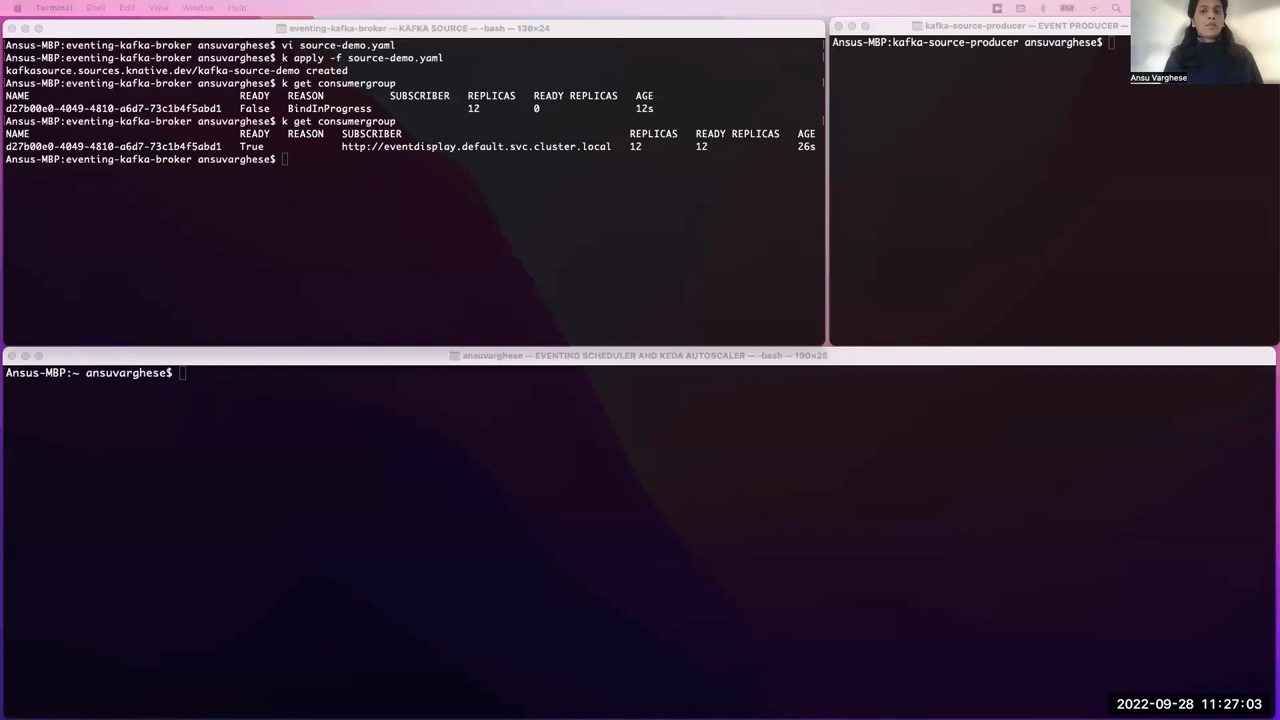 Terminal Shell Edit View Window Help
eventing-kafka-broker — KAFKA SOURCE — -bash — 136×24
Ansus-MBP:eventing-kafka-broker ansuvarghese$ vi source-demo.yaml
Ansus-MBP:eventing-kafka-broker ansuvarghese$ k apply -f source-demo.yaml
kafkasource.sources.knative.dev/kafka-source-demo created
Ansus-MBP:eventing-kafka-broker ansuvarghese$ k get consumergroup
NAME READY REASON SUBSCRIBER REPLICAS READY REPLICAS AGE
d27b00e0-4049-4810-a6d7-73c1b4f5abd1 False BindInProgress 12 0 12s
Ansus-MBP:eventing-kafka-broker ansuvarghese$ k get consumergroup
NAME READY REASON SUBSCRIBER REPLICAS READY REPLICAS AGE
d27b00e0-4049-4810-a6d7-73c1b4f5abd1 True http://eventdisplay.default.svc.cluster.local 12 12 26s
Ansus-MBP:eventing-kafka-broker ansuvarghese$
kafka-source-producer — EVENT PRODUCER —
Ansus-MBP:kafka-source-producer ansuvarghese$
Ansu Varghese
ansuvarghese — EVENTING SCHEDULER AND KEDA AUTOSCALER — -bash — 190×25
Ansus-MBP:~ ansuvarghese$
2022-09-28 11:27:03